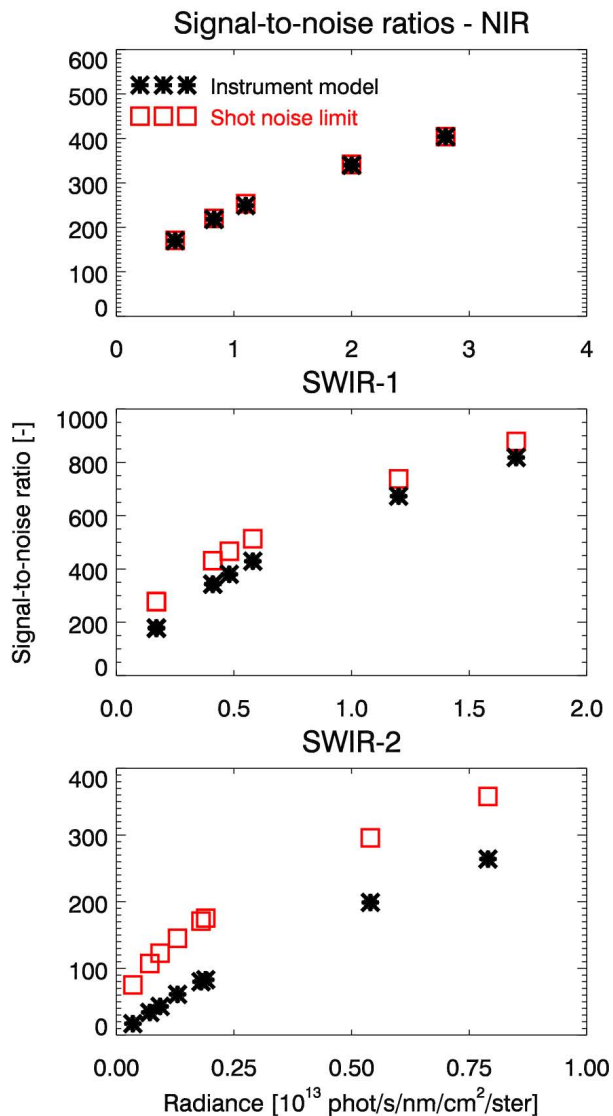 Signal-to-noise ratios - NIR
600
500
400
300
200
100
0
Instrument model
Shot noise limit
0 1 2 3 4
SWIR-1
Signal-to-noise ratio [-]
1000
800
600
400
200
0
0.0 0.5 1.0 1.5 2.0
SWIR-2
400
300
200
100
0
0.00 0.25 0.50 0.75 1.00
Radiance [10¹³ phot/s/nm/cm²/ster]